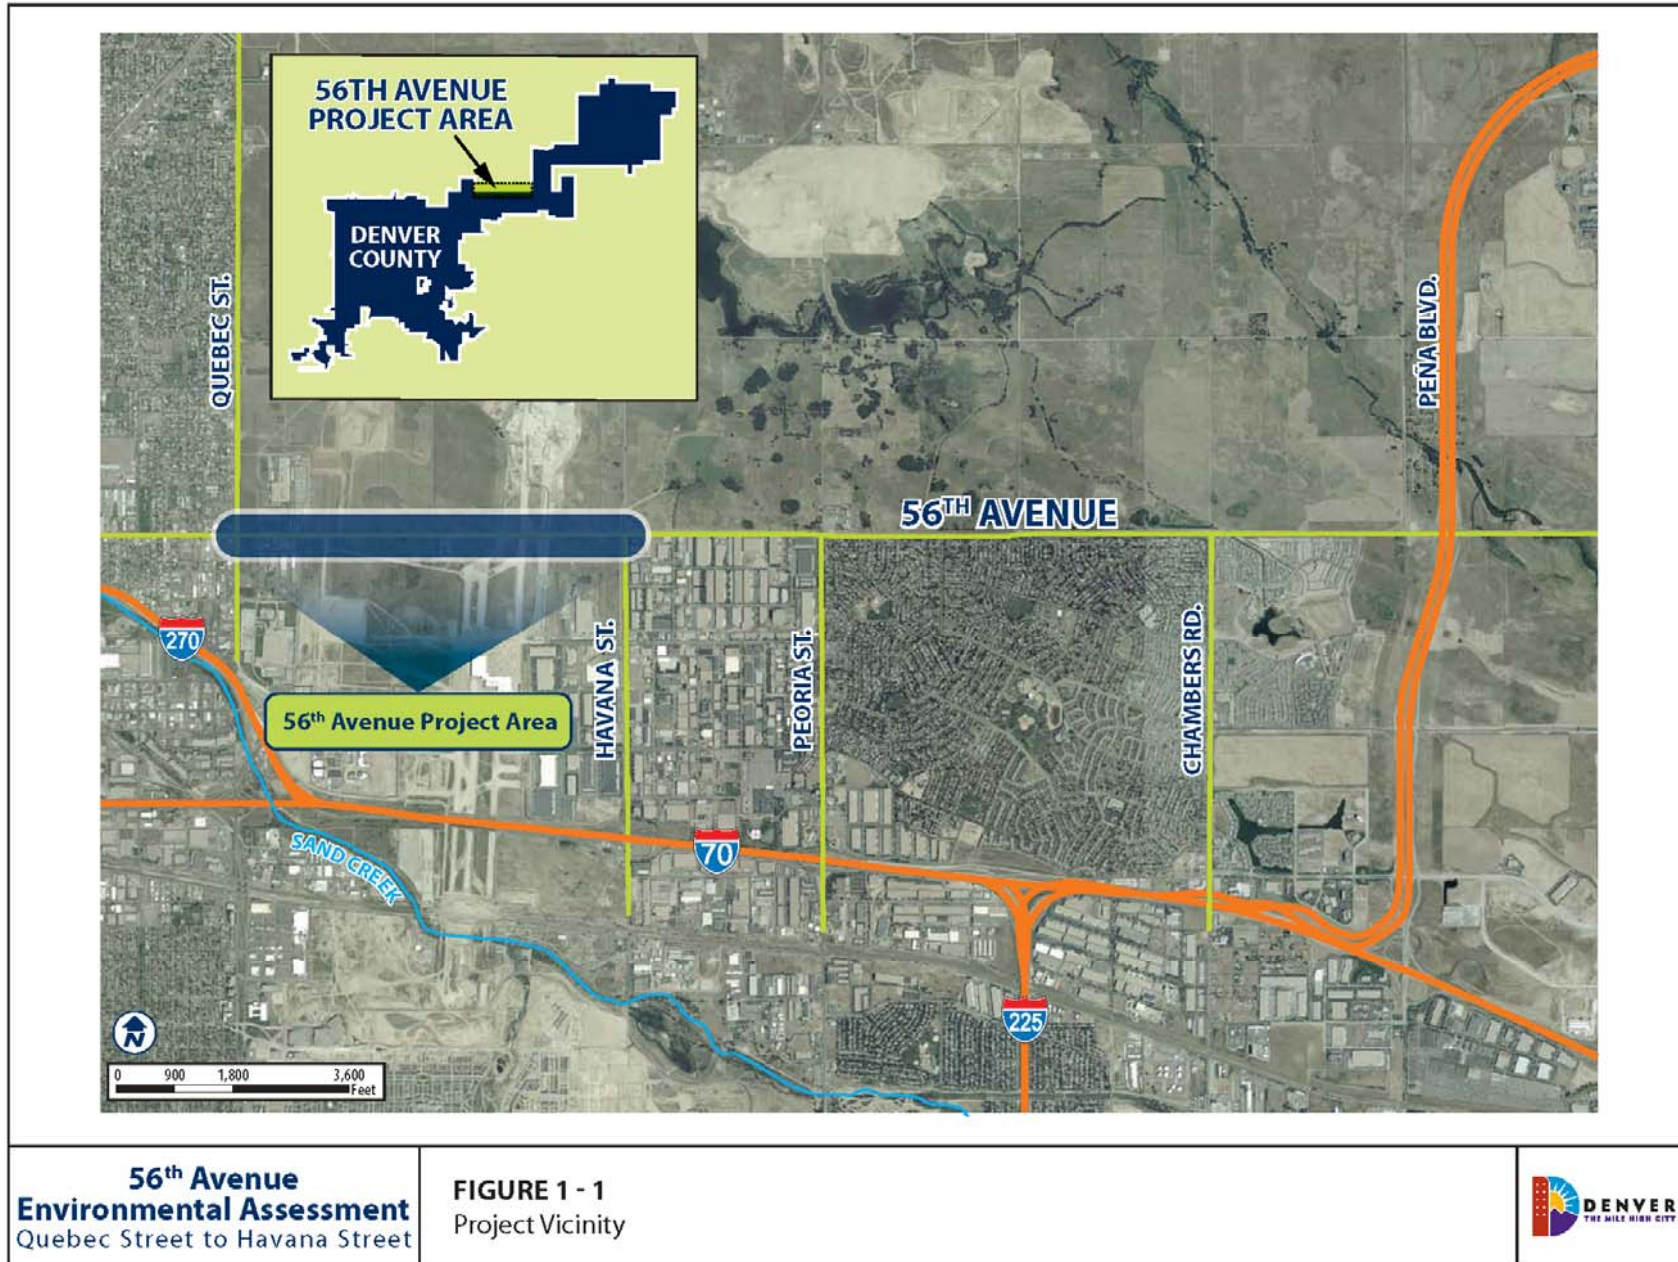 56TH AVENUE
PROJECT AREA
DENVER
COUNTY
QUEBEC ST.
PEÑA BLVD.
56TH AVENUE
270
56th Avenue Project Area
HAVANA ST.
PEORIA ST.
CHAMBERS RD.
70
SAND CREEK
225
N
0 900 1,800 3,600
Feet
56th Avenue
Environmental Assessment
Quebec Street to Havana Street
FIGURE 1 - 1
Project Vicinity
DENVER
THE MILE HIGH CITY